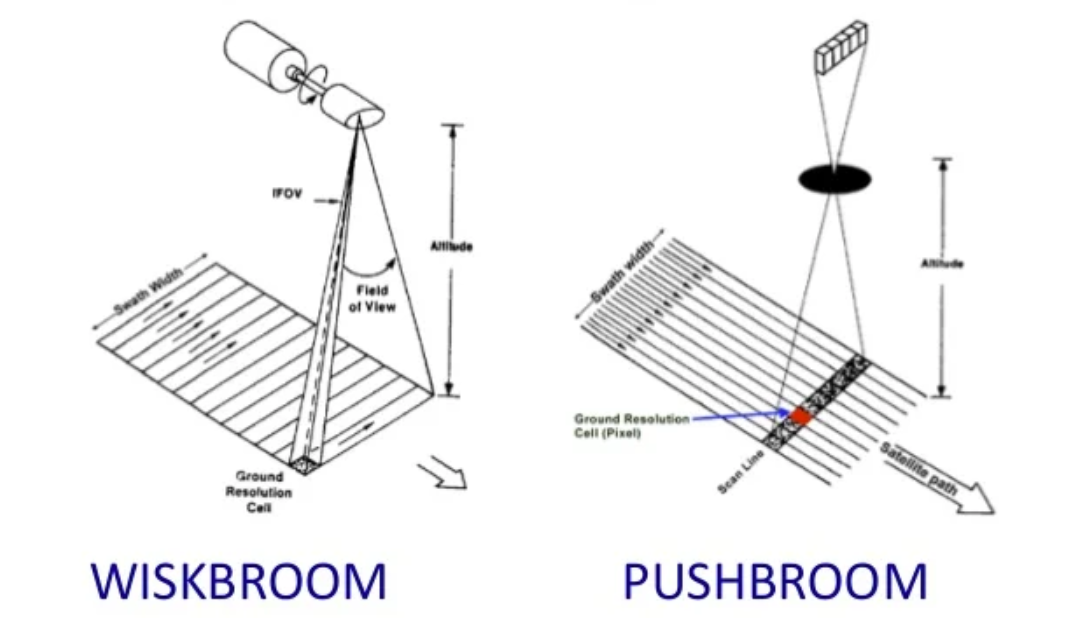 IFOV
Altitude
Field
of View
Swath Width
Ground
Resolution
Cell
WISKBROOM
Altitude
Swath width
Ground Resolution
Cell (Pixel)
Scan Line
Satellite path
PUSHBROOM